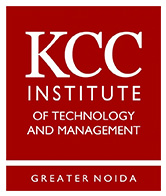 KCC
INSTITUTE
OF TECHNOLOGY
AND MANAGEMENT
GREATER NOIDA